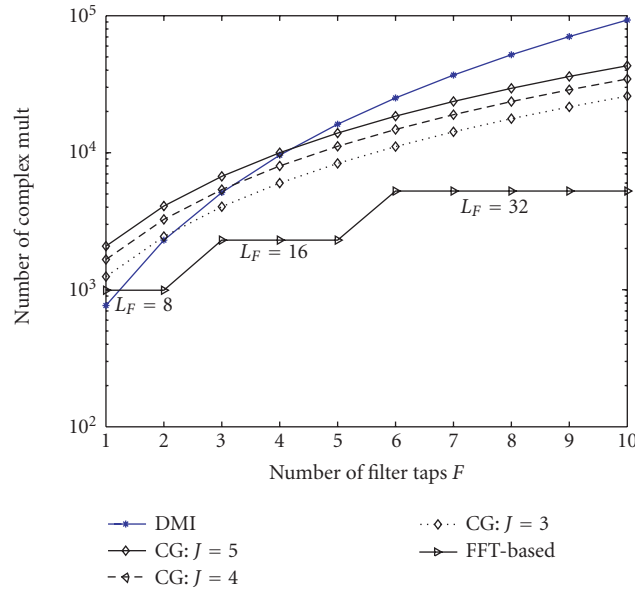 10^5
10^4
10^3
10^2
Number of complex mult
L_F = 32
L_F = 16
L_F = 8
1 2 3 4 5 6 7 8 9 10
Number of filter taps F
DMI
CG: J = 5
CG: J = 4
CG: J = 3
FFT-based